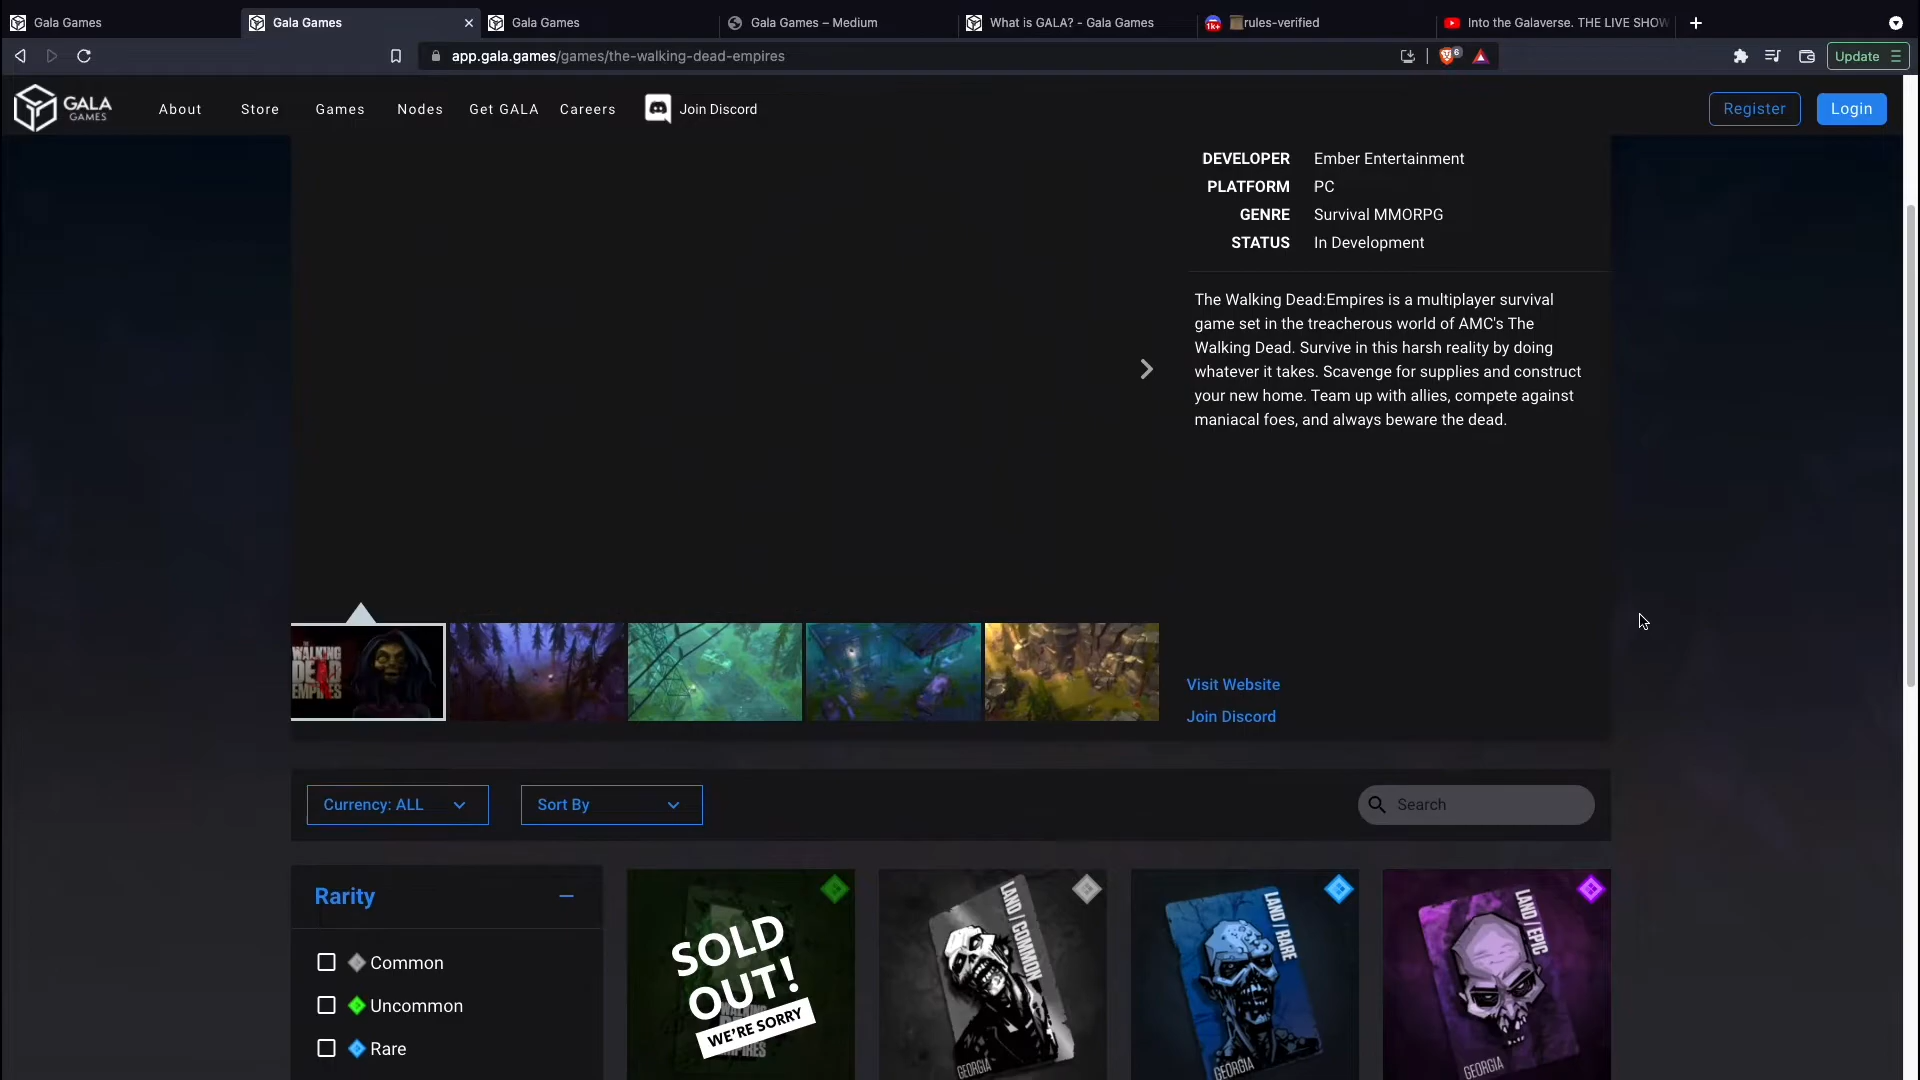 Gala Games
Gala Games
Gala Games
Gala Games – Medium
What is GALA? - Gala Games
rules-verified
Into the Galaverse. THE LIVE SHOW
app.gala.games/games/the-walking-dead-empires
Update
GALA
GAMES
About
Store
Games
Nodes
Get GALA
Careers
Join Discord
Register
Login
DEVELOPER Ember Entertainment
PLATFORM PC
GENRE Survival MMORPG
STATUS In Development
The Walking Dead:Empires is a multiplayer survival
game set in the treacherous world of AMC's The
Walking Dead. Survive in this harsh reality by doing
whatever it takes. Scavenge for supplies and construct
your new home. Team up with allies, compete against
maniacal foes, and always beware the dead.
WALKING
DEAD
EMPIRES
Visit Website
Join Discord
Currency: ALL
Sort By
Search
Rarity
Common
Uncommon
Rare
SOLD
OUT!
WE'RE SORRY
EMPIRES
LAND / COMMON
GEORGIA
LAND / RARE
GEORGIA
LAND / EPIC
GEORGIA